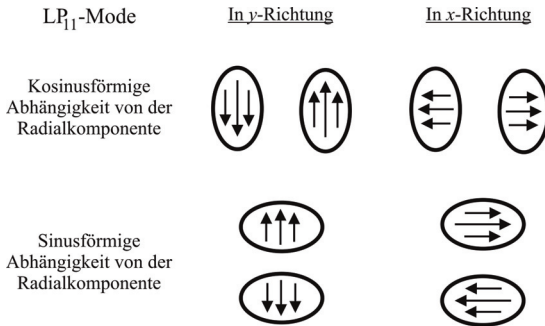 LP11-Mode
In y-Richtung
In x-Richtung
Kosinusförmige
Abhängigkeit von der
Radialkomponente
Sinusförmige
Abhängigkeit von der
Radialkomponente